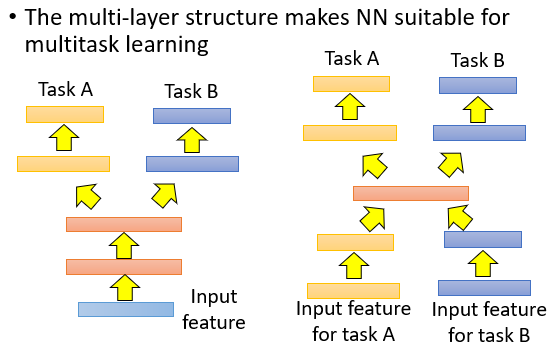 • The multi-layer structure makes NN suitable for
multitask learning
Task A
Task B
Input
feature
Task A
Task B
Input feature
for task A
Input feature
for task B